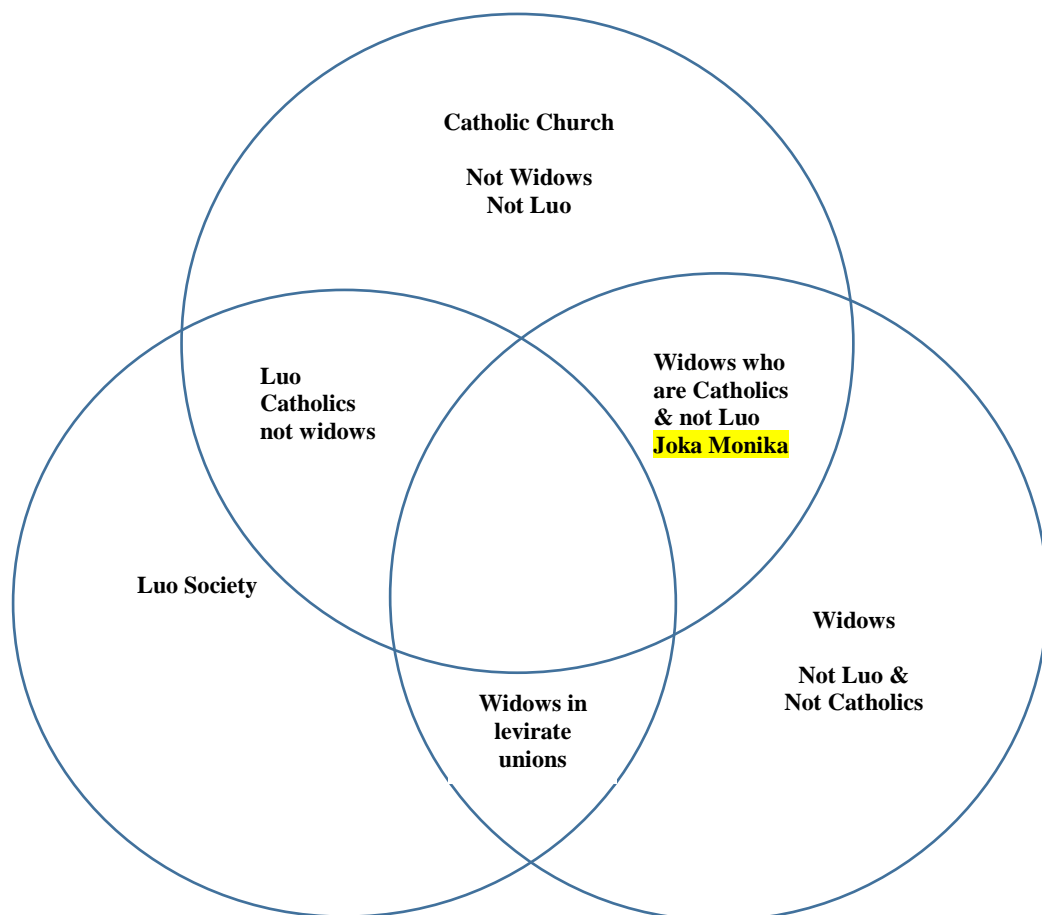 Catholic Church
Not Widows
Not Luo
Luo
Catholics
not widows
Widows who
are Catholics
& not Luo
Joka Monika
Luo Society
Widows
Not Luo &
Not Catholics
Widows in
levirate
unions